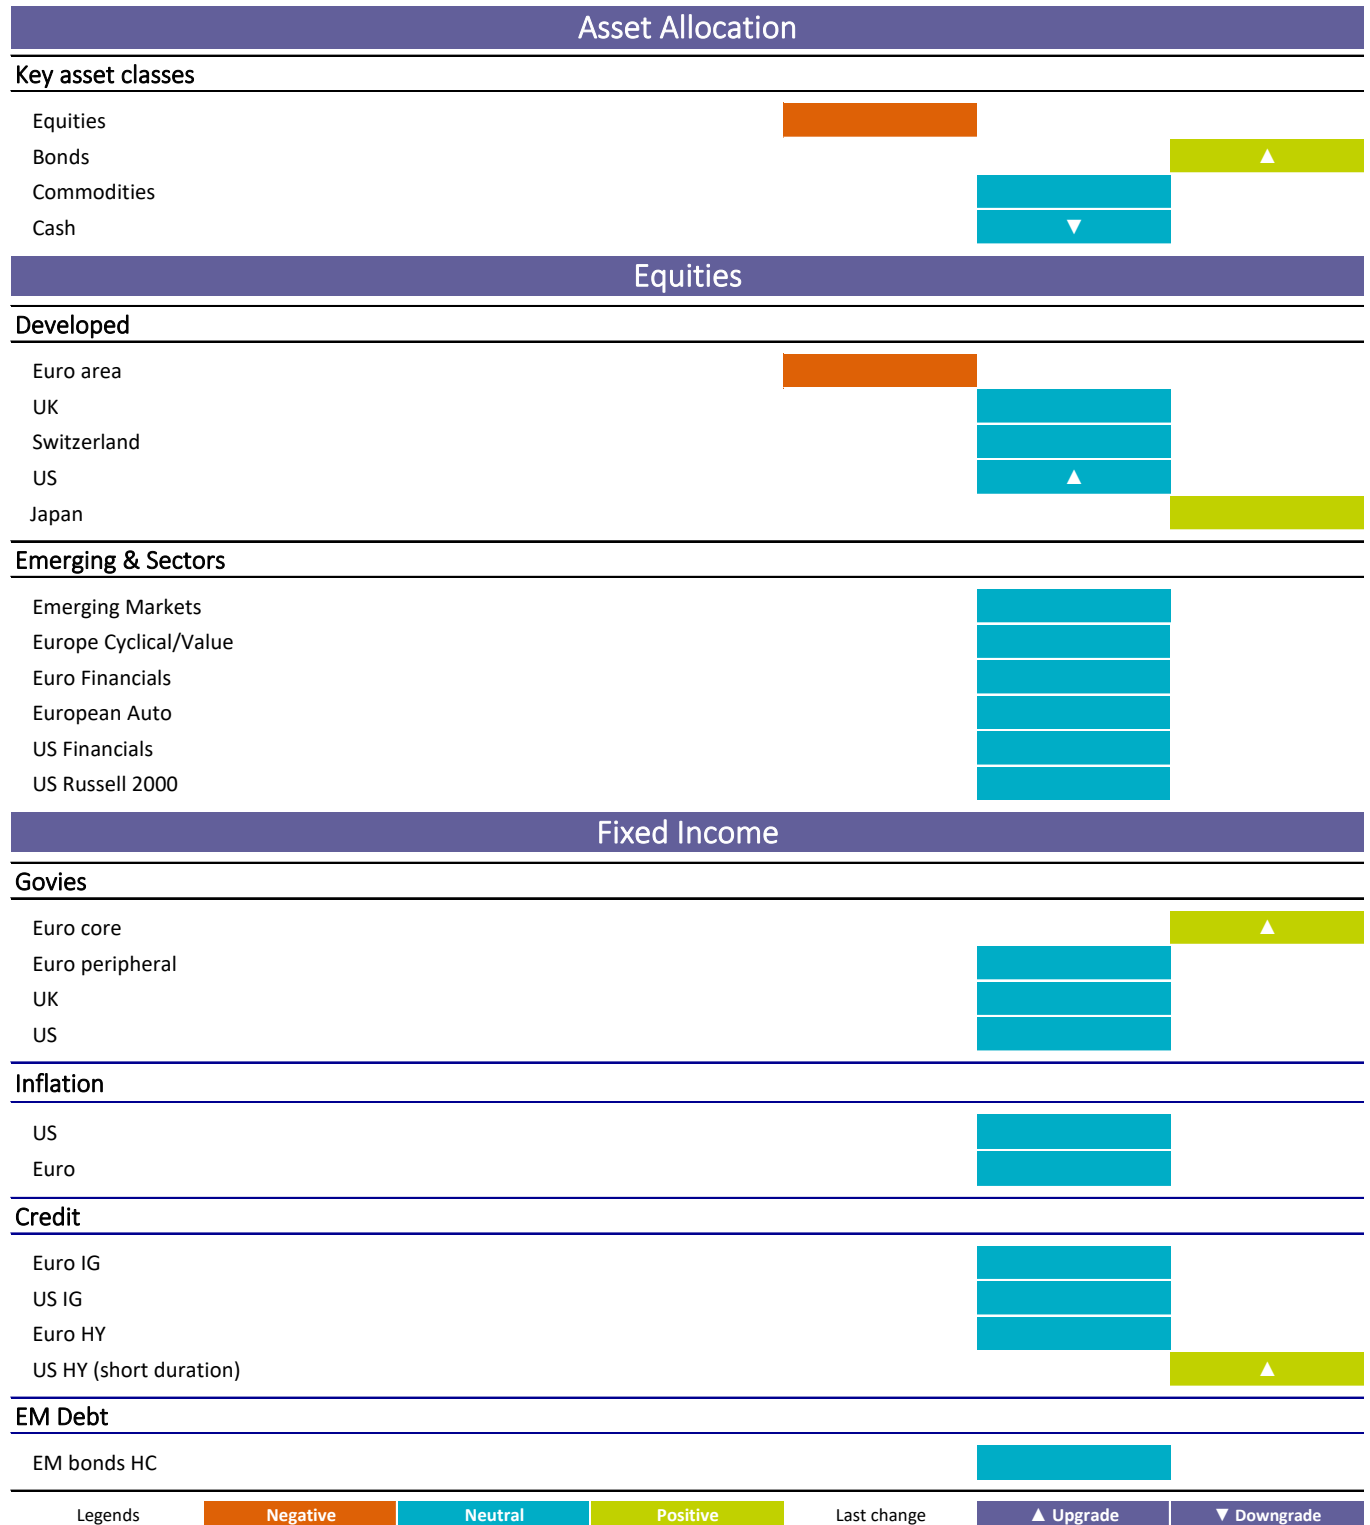 Asset Allocation
Key asset classes
Equities
Bonds ▲
Commodities
Cash ▼
Equities
Developed
Euro area
UK
Switzerland
US ▲
Japan
Emerging & Sectors
Emerging Markets
Europe Cyclical/Value
Euro Financials
European Auto
US Financials
US Russell 2000
Fixed Income
Govies
Euro core ▲
Euro peripheral
UK
US
Inflation
US
Euro
Credit
Euro IG
US IG
Euro HY
US HY (short duration) ▲
EM Debt
EM bonds HC
Legends Negative Neutral Positive Last change ▲ Upgrade ▼ Downgrade